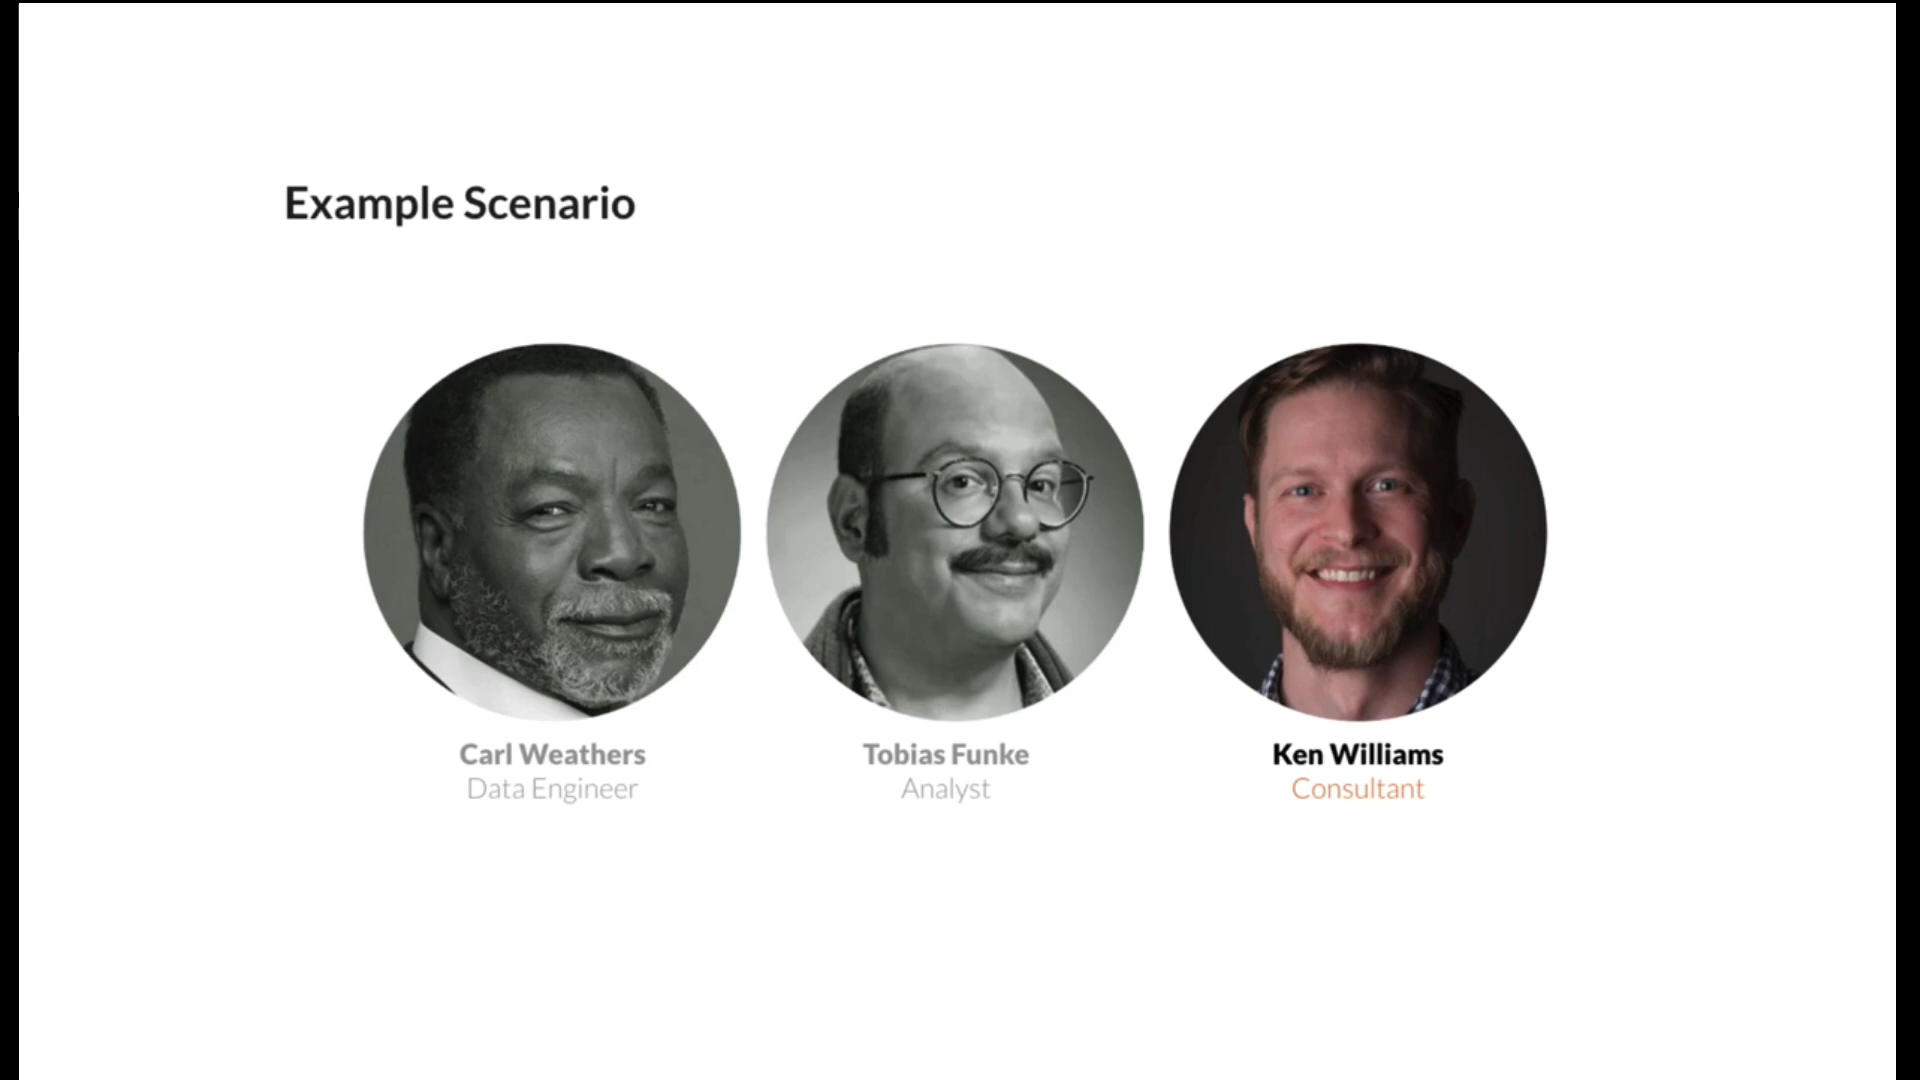 Example Scenario
Carl Weathers
Data Engineer
Tobias Funke
Analyst
Ken Williams
Consultant